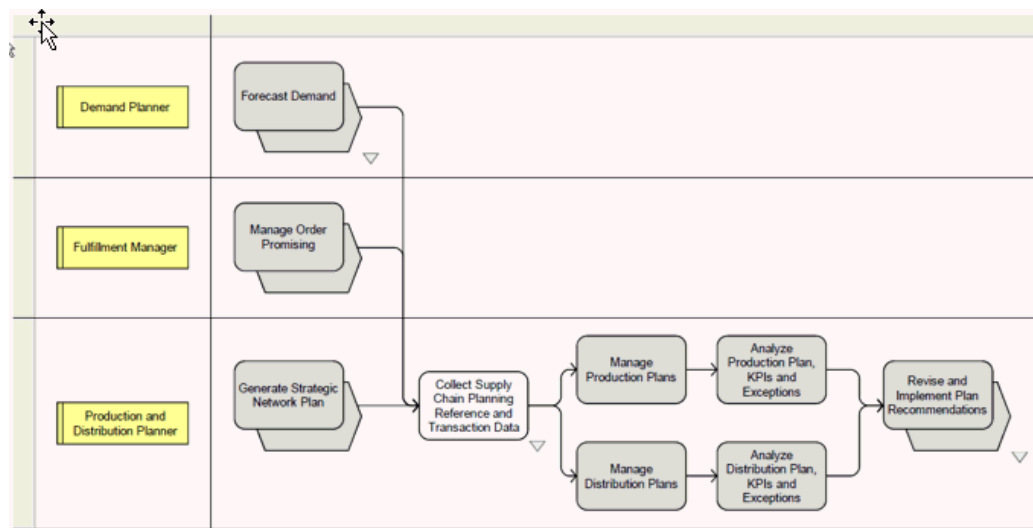 Demand Planner
Forecast Demand
Fulfillment Manager
Manage Order
Promising
Production and
Distribution Planner
Generate Strategic
Network Plan
Collect Supply
Chain Planning
Reference and
Transaction Data
Manage
Production Plans
Analyze
Production Plan,
KPIs and
Exceptions
Manage
Distribution Plans
Analyze
Distribution Plan,
KPIs and
Exceptions
Revise and
Implement Plan
Recommendations